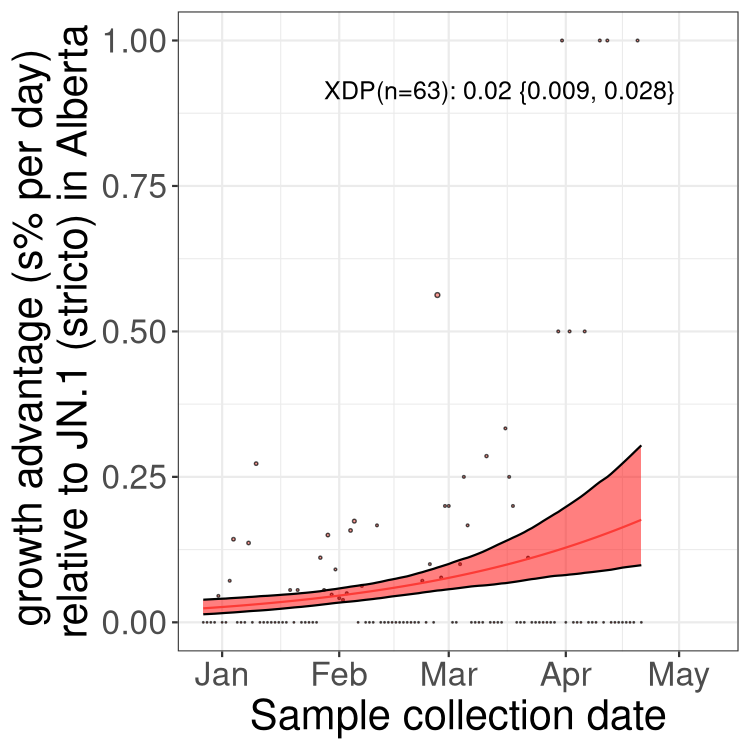 growth advantage (s% per day)
relative to JN.1 (stricto) in Alberta
1.00
0.75
0.50
0.25
0.00
XDP(n=63): 0.02 {0.009, 0.028}
Jan Feb Mar Apr May
Sample collection date